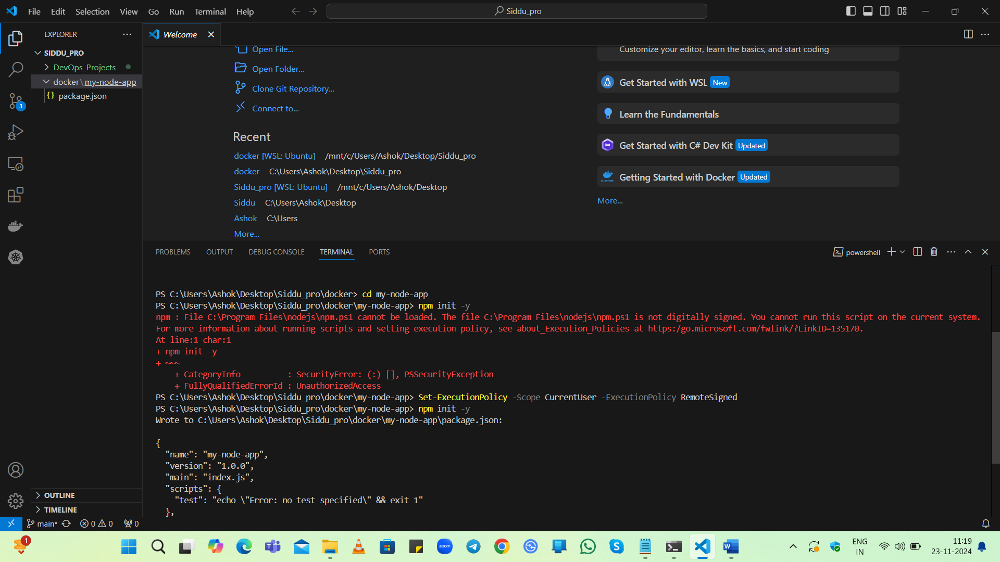 File Edit Selection View Go Run Terminal Help
Siddu_pro
EXPLORER
SIDDU_PRO
DevOps_Projects
docker\my-node-app
{} package.json
3
OUTLINE
TIMELINE
Welcome
Open File...
Open Folder...
Clone Git Repository...
Connect to...
Recent
docker [WSL: Ubuntu] /mnt/c/Users/Ashok/Desktop/Siddu_pro
docker C:\Users\Ashok\Desktop\Siddu_pro
Siddu_pro [WSL: Ubuntu] /mnt/c/Users/Ashok/Desktop
Siddu C:\Users\Ashok\Desktop
Ashok C:\Users
More...
Customize your editor, learn the basics, and start coding
Get Started with WSL New
Learn the Fundamentals
C# Get Started with C# Dev Kit Updated
docker Getting Started with Docker Updated
More...
PROBLEMS OUTPUT DEBUG CONSOLE TERMINAL PORTS
powershell
PS C:\Users\Ashok\Desktop\Siddu_pro\docker> cd my-node-app
PS C:\Users\Ashok\Desktop\Siddu_pro\docker\my-node-app> npm init -y
npm : File C:\Program Files\nodejs\npm.ps1 cannot be loaded. The file C:\Program Files\nodejs\npm.ps1 is not digitally signed. You cannot run this script on the current system.
For more information about running scripts and setting execution policy, see about_Execution_Policies at https:/go.microsoft.com/fwlink/?LinkID=135170.
At line:1 char:1
+ npm init -y
+ ~~~
+ CategoryInfo : SecurityError: (:) [], PSSecurityException
+ FullyQualifiedErrorId : UnauthorizedAccess
PS C:\Users\Ashok\Desktop\Siddu_pro\docker\my-node-app> Set-ExecutionPolicy -Scope CurrentUser -ExecutionPolicy RemoteSigned
PS C:\Users\Ashok\Desktop\Siddu_pro\docker\my-node-app> npm init -y
Wrote to C:\Users\Ashok\Desktop\Siddu_pro\docker\my-node-app\package.json:
{
"name": "my-node-app",
"version": "1.0.0",
"main": "index.js",
"scripts": {
"test": "echo \"Error: no test specified\" && exit 1"
},
main* 0 0 0
1
zoom
ENG
IN
11:19
23-11-2024